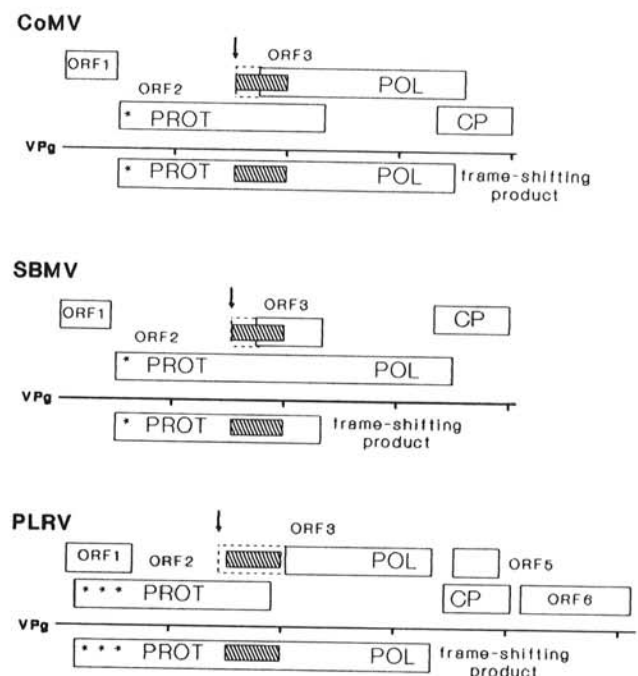 CoMV
ORF3
ORF1
POL
ORF2
* PROT
CP
VPg
* PROT
POL
frame-shifting
product
SBMV
ORF3
ORF1
CP
ORF2
* PROT
POL
VPg
* PROT
frame-shifting
product
PLRV
ORF3
ORF1
ORF2
POL
ORF5
* * * PROT
CP
ORF6
VPg
* * * PROT
POL
frame-shifting
product